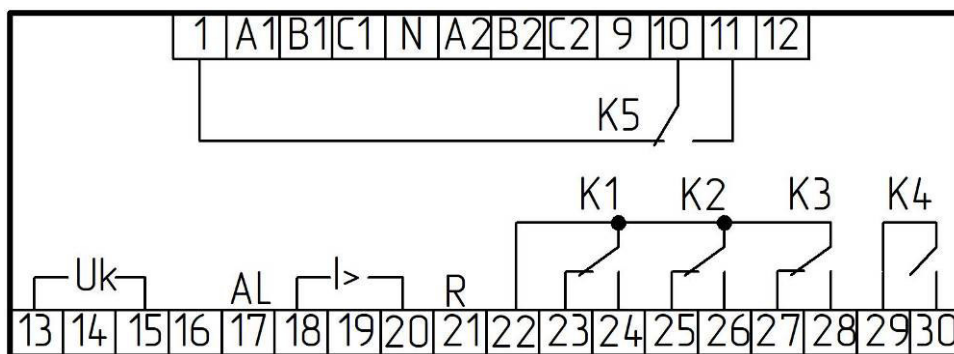 1 A1 B1 C1 N A2 B2 C2 9 10 11 12
K5
K1 K2 K3 K4
Uk AL I> R
13 14 15 16 17 18 19 20 21 22 23 24 25 26 27 28 29 30